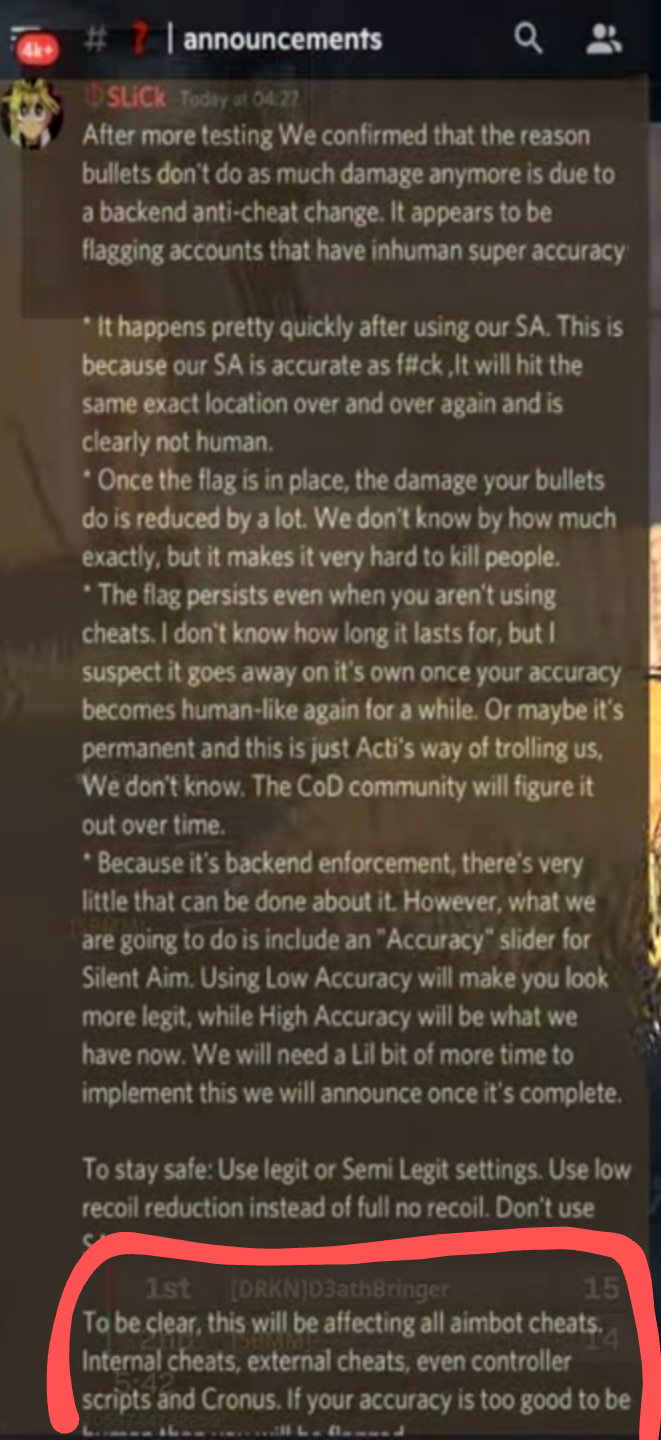 4k+
# ❓ | announcements
SLiCk Today at 04:27
After more testing We confirmed that the reason
bullets don't do as much damage anymore is due to
a backend anti-cheat change. It appears to be
flagging accounts that have inhuman super accuracy
* It happens pretty quickly after using our SA. This is
because our SA is accurate as f#ck ,It will hit the
same exact location over and over again and is
clearly not human.
* Once the flag is in place, the damage your bullets
do is reduced by a lot. We don't know by how much
exactly, but it makes it very hard to kill people.
* The flag persists even when you aren't using
cheats. I don't know how long it lasts for, but I
suspect it goes away on it's own once your accuracy
becomes human-like again for a while. Or maybe it's
permanent and this is just Acti's way of trolling us,
We don't know. The CoD community will figure it
out over time.
* Because it's backend enforcement, there's very
little that can be done about it. However, what we
are going to do is include an "Accuracy" slider for
Silent Aim. Using Low Accuracy will make you look
more legit, while High Accuracy will be what we
have now. We will need a Lil bit of more time to
implement this we will announce once it's complete.
To stay safe: Use legit or Semi Legit settings. Use low
recoil reduction instead of full no recoil. Don't use
1st [DRKN]D3athBringer 15
To be clear, this will be affecting all aimbot cheats.
14
Internal cheats, external cheats, even controller
5:42
scripts and Cronus. If your accuracy is too good to be